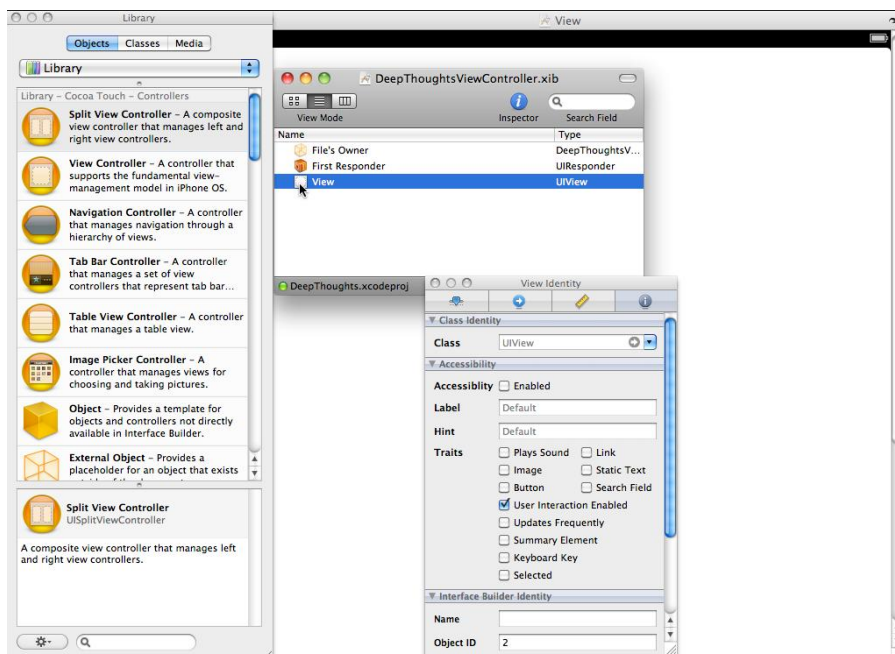 Library
View
Objects Classes Media
Library
Library – Cocoa Touch – Controllers
Split View Controller – A composite
view controller that manages left and
right view controllers.
View Controller – A controller that
supports the fundamental view-
management model in iPhone OS.
Navigation Controller – A controller
that manages navigation through a
hierarchy of views.
Tab Bar Controller – A controller
that manages a set of view
controllers that represent tab bar...
Table View Controller – A controller
that manages a table view.
Image Picker Controller – A
controller that manages views for
choosing and taking pictures.
Object – Provides a template for
objects and controllers not directly
available in Interface Builder.
External Object – Provides a
placeholder for an object that exists
Split View Controller
UISplitViewController
A composite view controller that manages left
and right view controllers.
DeepThoughtsViewController.xib
View Mode Inspector Search Field
Name Type
File's Owner DeepThoughtsV...
First Responder UIResponder
View UIView
DeepThoughts.xcodeproj
View Identity
Class Identity
Class UIView
Accessibility
Accessiblity Enabled
Label Default
Hint Default
Traits Plays Sound Link
Image Static Text
Button Search Field
User Interaction Enabled
Updates Frequently
Summary Element
Keyboard Key
Selected
Interface Builder Identity
Name
Object ID 2